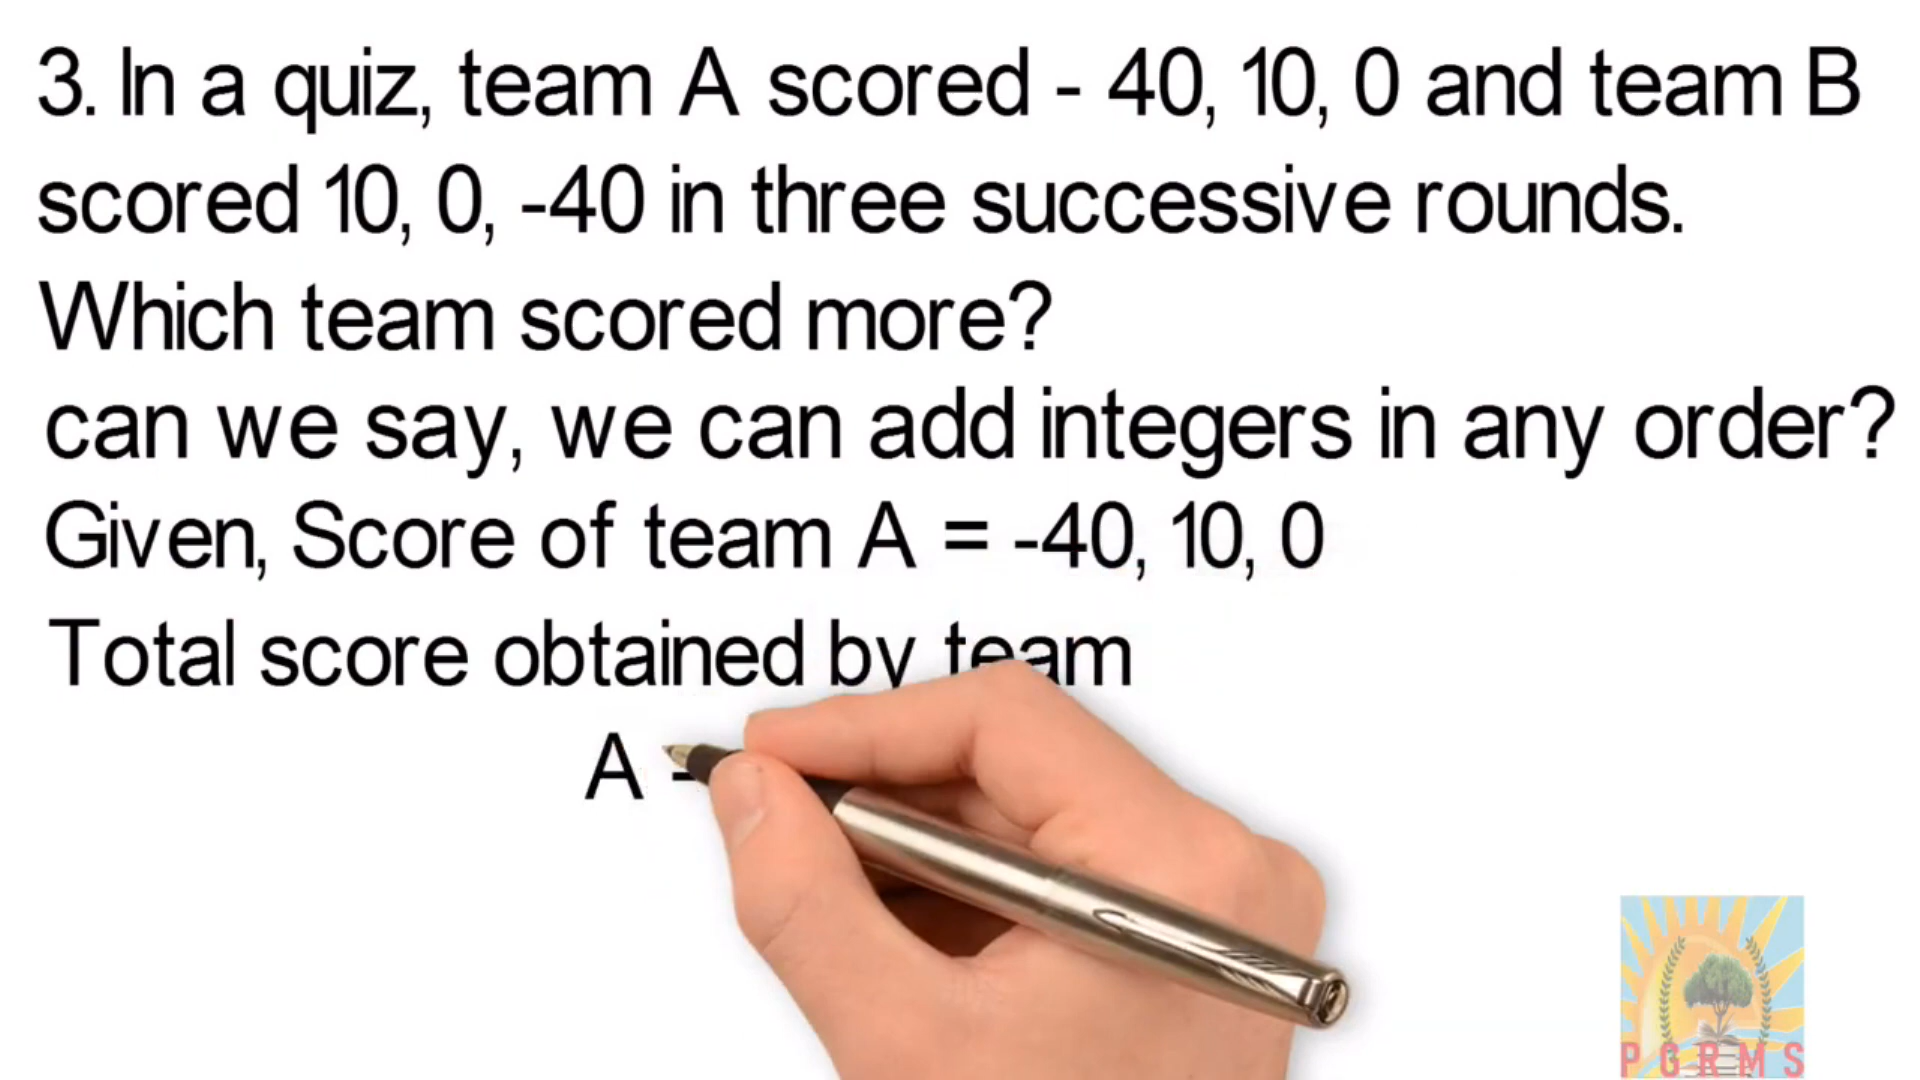 3. In a quiz, team A scored - 40, 10, 0 and team B
scored 10, 0, -40 in three successive rounds.
Which team scored more?
can we say, we can add integers in any order?
Given, Score of team A = -40, 10, 0
Total score obtained by team
A
PGRMS